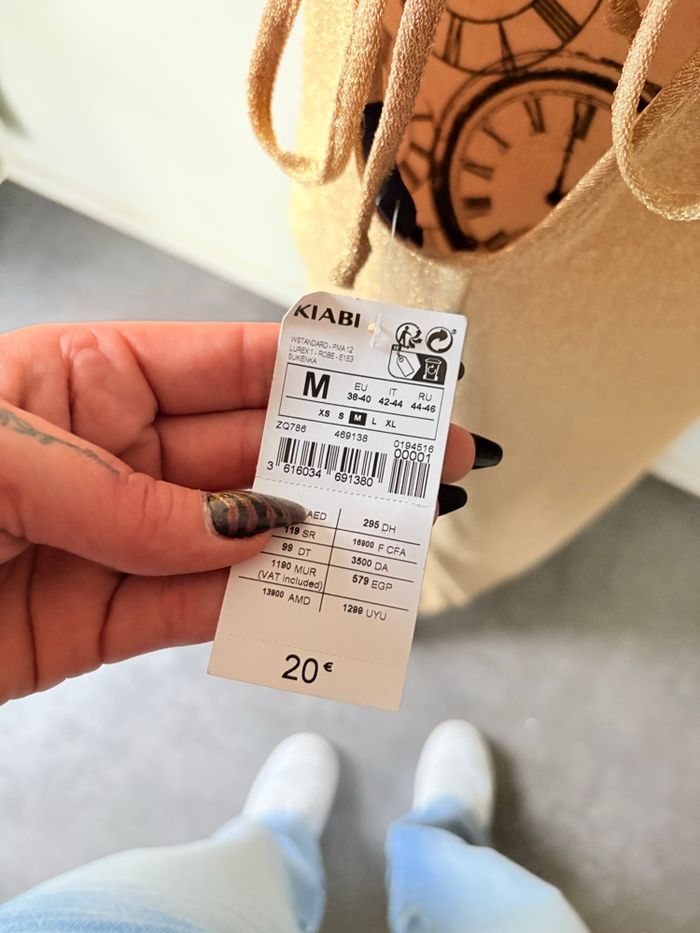 KIABI
WSTANDARD - PMA12
LUREX1 - ROBE - E1E3
SUKIENKA
M
EU IT RU
38-40 42-44 44-46
XS S M L XL
ZQ786 469138 0194516
00001
3 616034 691380
AED 295 DH
119 SR 16900 F CFA
99 DT 3500 DA
1190 MUR 579 EGP
(VAT included)
13900 AMD 1299 UYU
20€